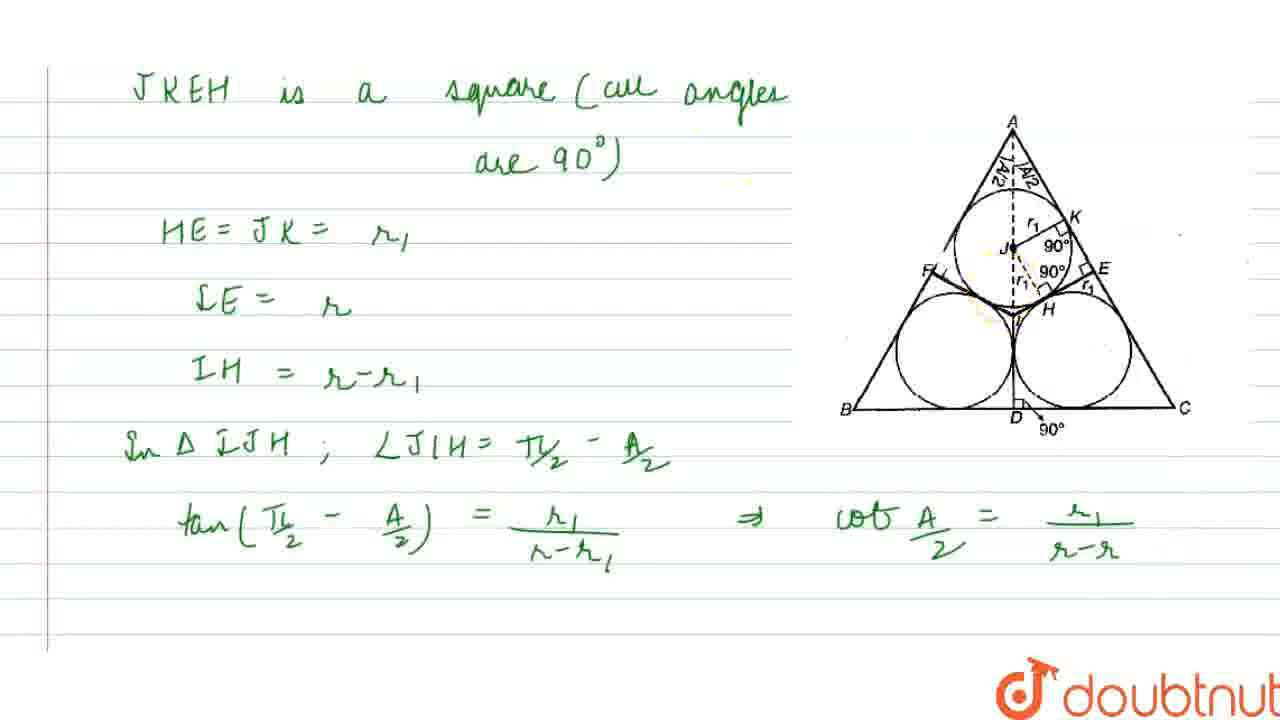 JKEH is a square (all angles
are 90°)
HE = JK = r₁
IE = r
IH = r-r₁
In Δ IJH ; ∠JIH = π/2 - A/2
tan(π/2 - A/2) = r₁/r-r₁ ⇒ cot A/2 = r₁/r-r
A
A/2 A/2
K
r₁
J 90°
90°
F E
r₁ r₁
H
I
B D C
90°
doubtnut